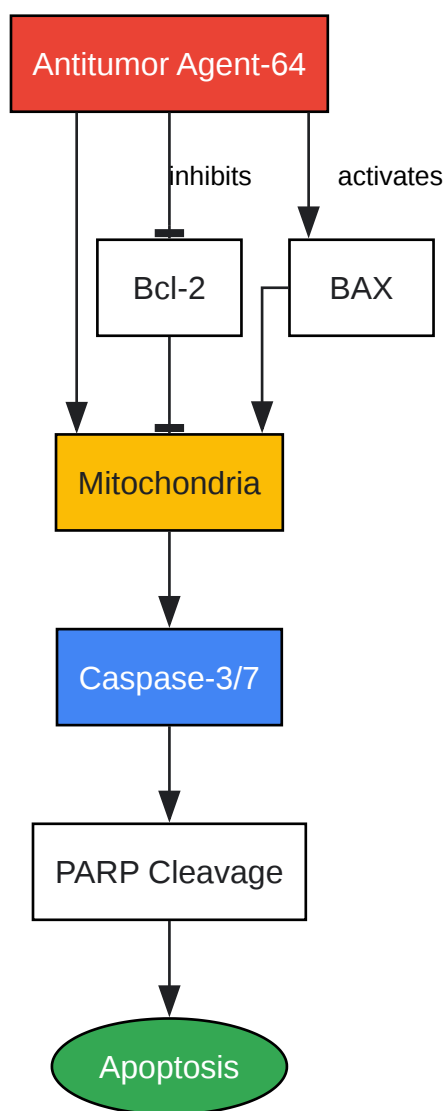 Antitumor Agent-64
inhibits
activates
Bcl-2
BAX
Mitochondria
Caspase-3/7
PARP Cleavage
Apoptosis